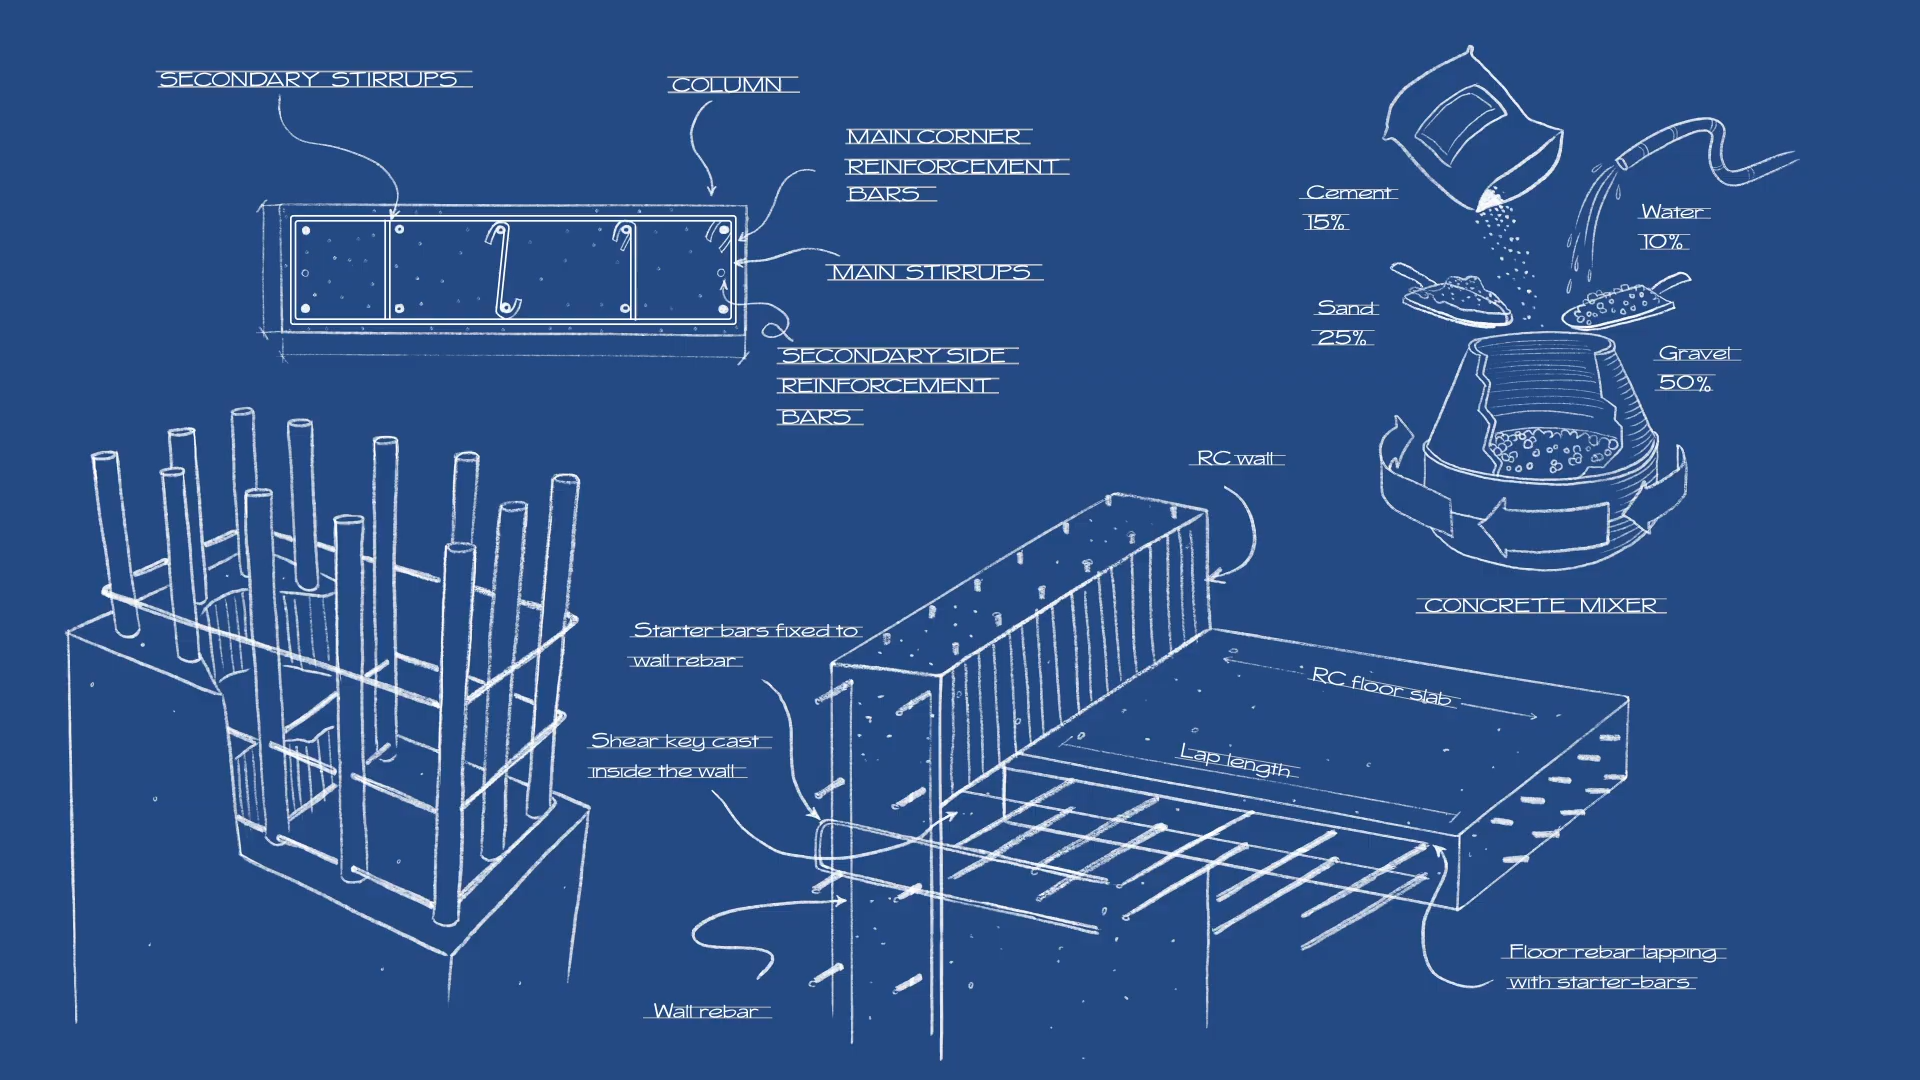 SECONDARY STIRRUPS
COLUMN
MAIN CORNER
REINFORCEMENT
BARS
MAIN STIRRUPS
SECONDARY SIDE
REINFORCEMENT
BARS
Cement
15%
Water
10%
Sand
25%
Gravel
50%
CONCRETE MIXER
RC wall
Starter bars fixed to
wall rebar
Shear key cast
inside the wall
RC floor slab
Lap length
Floor rebar lapping
with starter-bars
Wall rebar